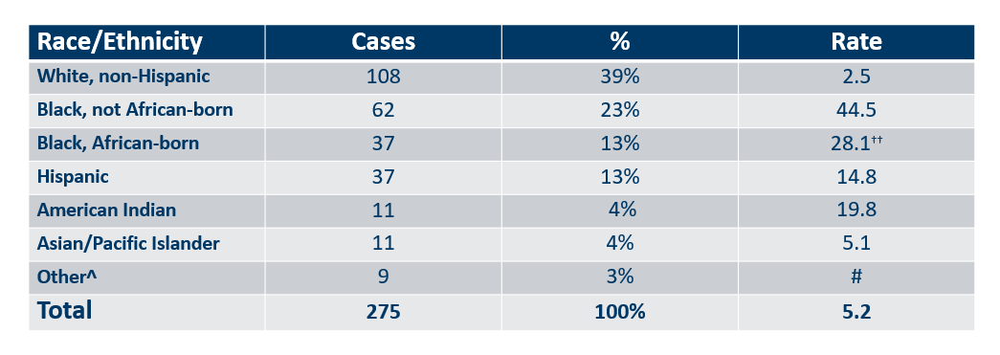 Race/Ethnicity Cases % Rate
White, non-Hispanic 108 39% 2.5
Black, not African-born 62 23% 44.5
Black, African-born 37 13% 28.1††
Hispanic 37 13% 14.8
American Indian 11 4% 19.8
Asian/Pacific Islander 11 4% 5.1
Other^ 9 3% #
Total 275 100% 5.2